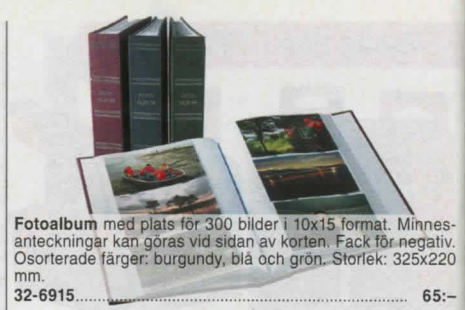 Fotoalbum med plats för 300 bilder i 10x15 format. Minnes-
anteckningar kan göras vid sidan av korten. Fack för negativ.
Osorterade färger: burgundy, blå och grön. Storlek: 325x220
mm.
32-6915........................................................... 65:–